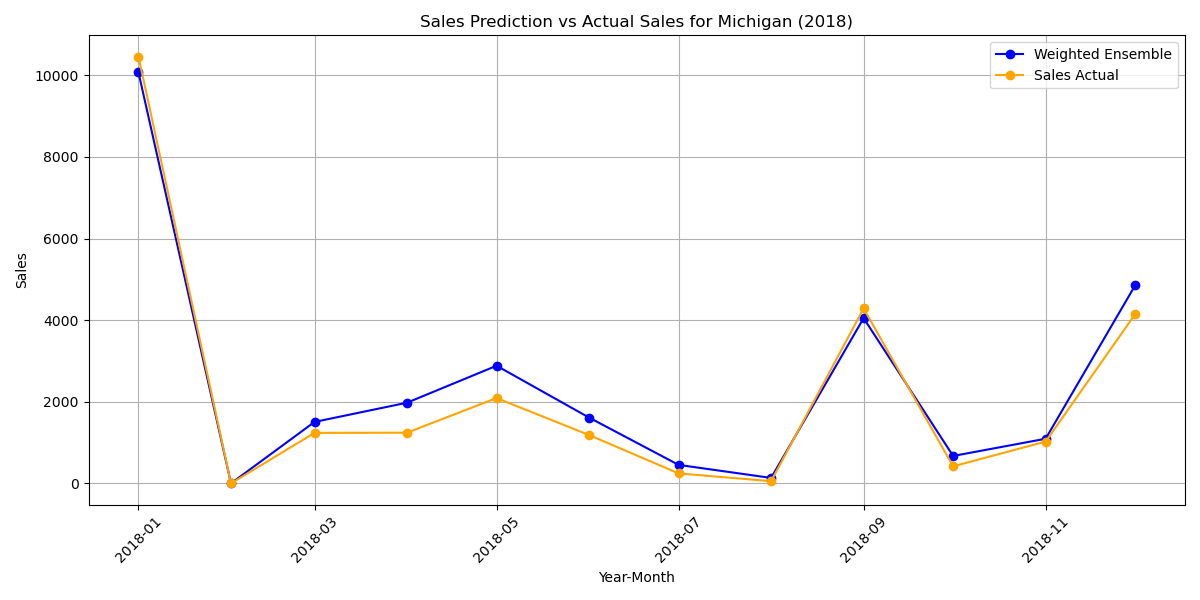 Sales Prediction vs Actual Sales for Michigan (2018)
Weighted Ensemble
Sales Actual
10000
8000
6000
4000
2000
0
Sales
2018-01
2018-03
2018-05
2018-07
2018-09
2018-11
Year-Month